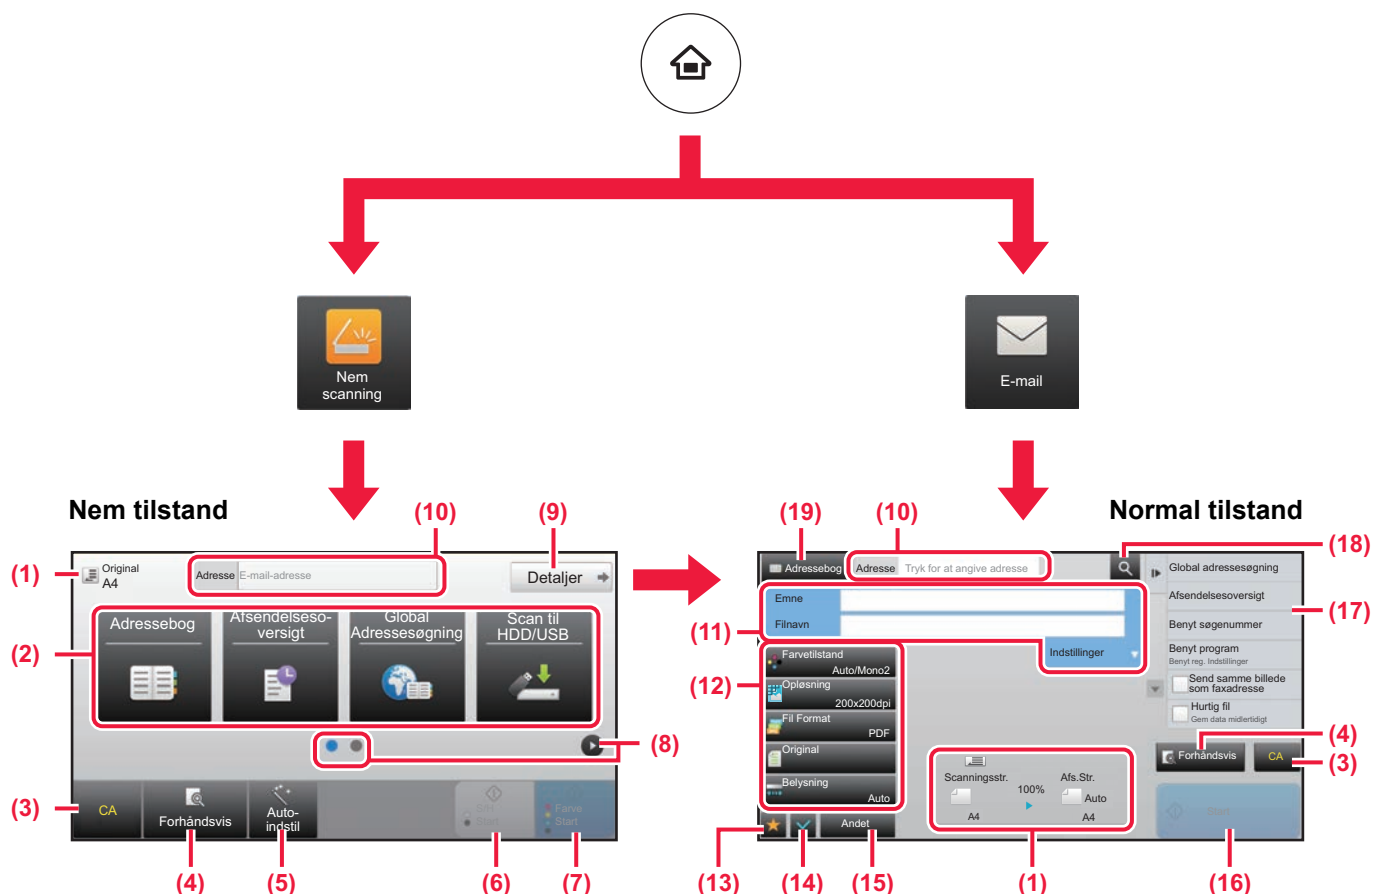 Nem
scanning
E-mail
Nem tilstand
(10)
(9)
(1)
Original
A4
Adresse
E-mail-adresse
Detaljer
(2)
Adressebog
Afsendelseso-
versigt
Global
Adressesøgning
Scan til
HDD/USB
(8)
(3)
CA
Forhåndsvis
Auto-
indstil
S/H
Start
Farve
Start
(4)
(5)
(6)
(7)
Normal tilstand
(19)
(10)
(18)
Adressebog
Adresse
Tryk for at angive adresse
Emne
Filnavn
Indstillinger
(11)
(12)
Farvetilstand
Auto/Mono2
Opløsning
200x200dpi
Fil Format
PDF
Original
Belysning
Auto
Andet
Scanningsstr.
100%
Afs.Str.
Auto
A4
A4
Global adressesøgning
Afsendelsesoversigt
Benyt søgenummer
Benyt program
Benyt reg. Indstillinger
Send samme billede
som faxadresse
Hurtig fil
Gem data midlertidigt
(17)
(4)
Forhåndsvis
CA
(3)
Start
(13)
(14)
(15)
(1)
(16)